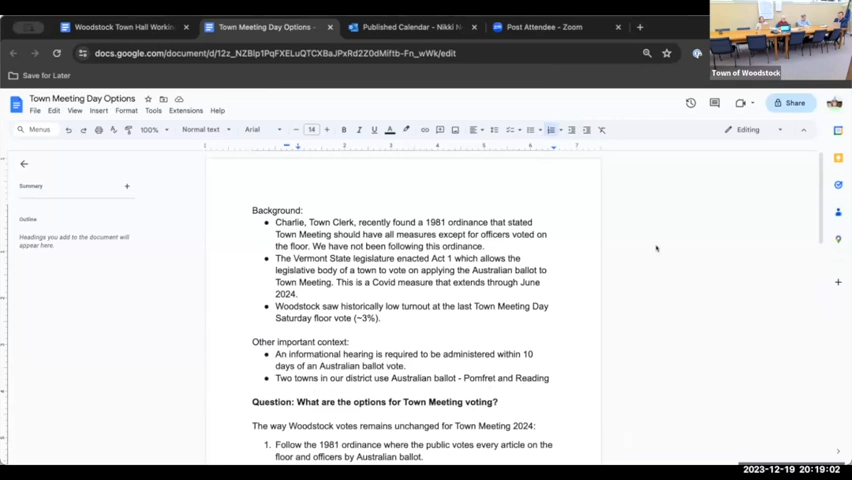 Woodstock Town Hall Workin
Town Meeting Day Options -
Published Calendar - Nikki N
Post Attendee - Zoom
docs.google.com/document/d/12z_NZBlp1PqFXELuQTCXBaJPxRd2Z0dMiftb-Fn_wWk/edit
Save for Later
Town of Woodstock
Town Meeting Day Options
File Edit View Insert Format Tools Extensions Help
Share
Menus 100% Normal text Arial 14 Editing
1 2 3 4 5 6 7
Summary
Outline
Headings you add to the document will
appear here.
Background:
● Charlie, Town Clerk, recently found a 1981 ordinance that stated
Town Meeting should have all measures except for officers voted on
the floor. We have not been following this ordinance.
● The Vermont State legislature enacted Act 1 which allows the
legislative body of a town to vote on applying the Australian ballot to
Town Meeting. This is a Covid measure that extends through June
2024.
● Woodstock saw historically low turnout at the last Town Meeting Day
Saturday floor vote (~3%).
Other important context:
● An informational hearing is required to be administered within 10
days of an Australian ballot vote.
● Two towns in our district use Australian ballot - Pomfret and Reading
Question: What are the options for Town Meeting voting?
The way Woodstock votes remains unchanged for Town Meeting 2024:
1. Follow the 1981 ordinance where the public votes every article on the
floor and officers by Australian ballot.
2023-12-19 20:19:02